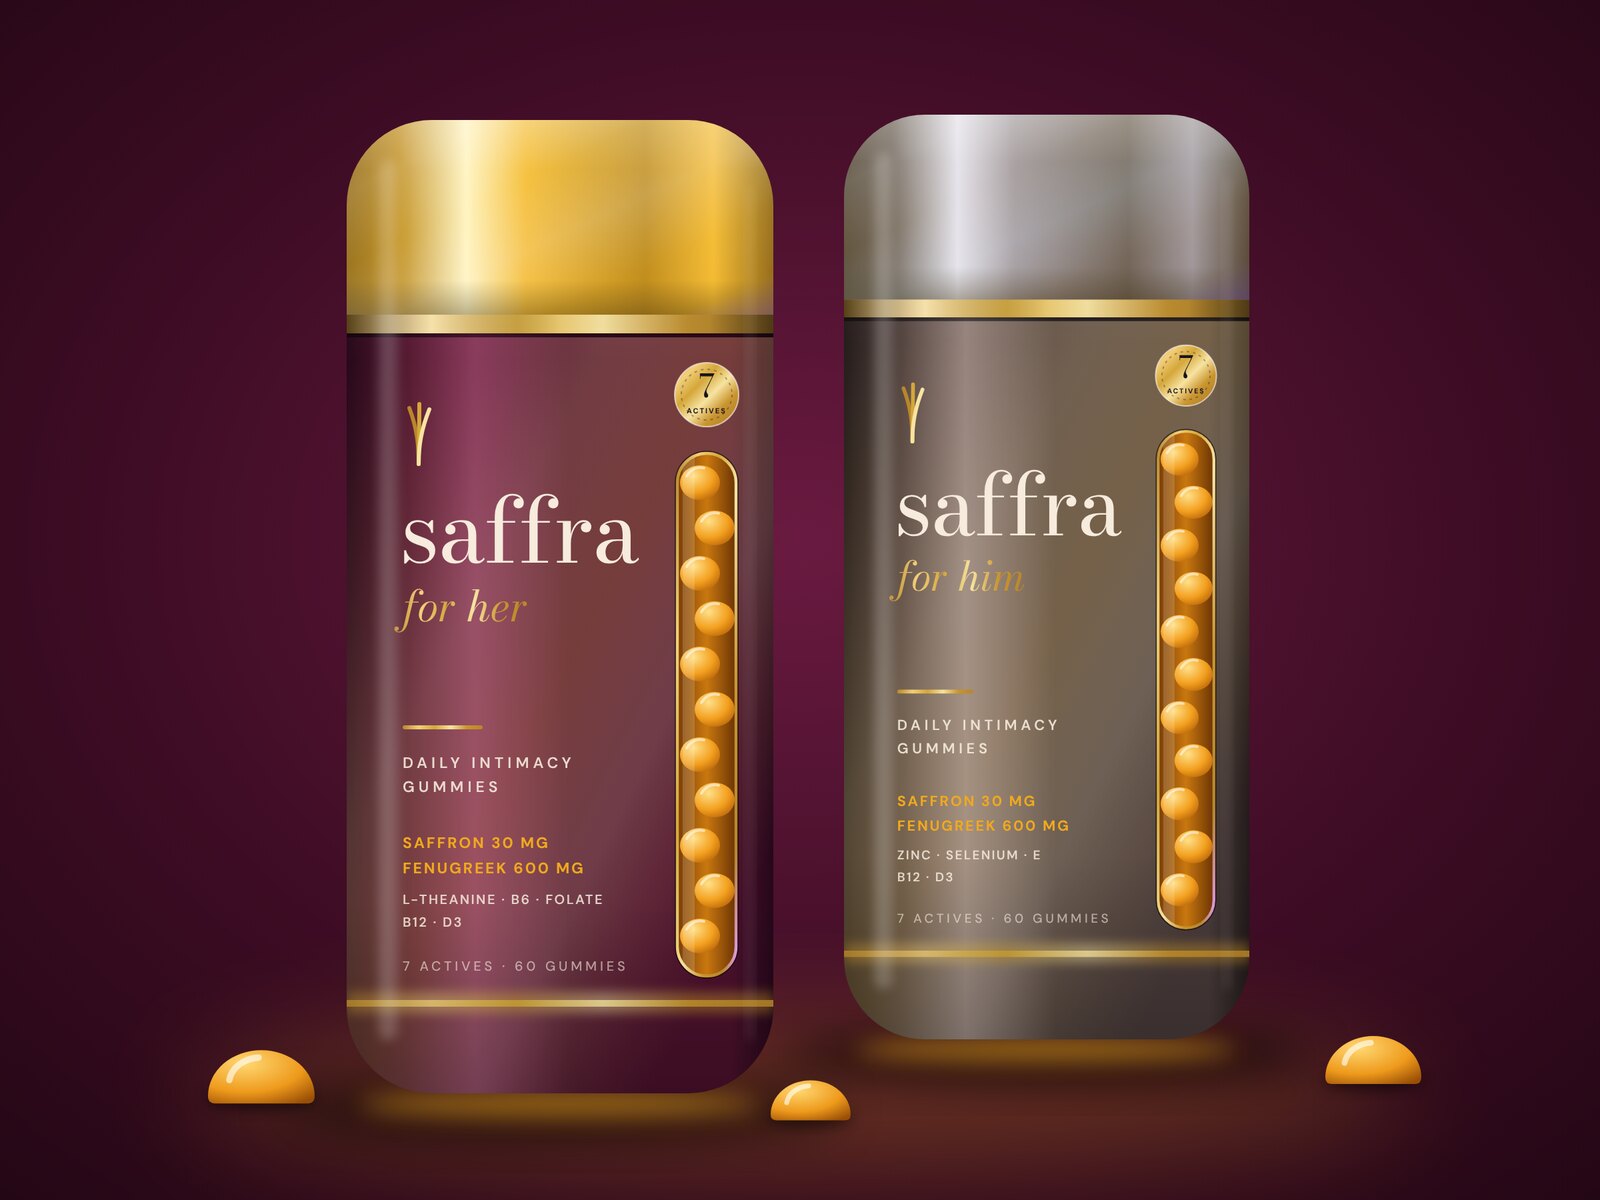 7
ACTIVES
saffra
for her
DAILY INTIMACY
GUMMIES
SAFFRON 30 MG
FENUGREEK 600 MG
L-THEANINE · B6 · FOLATE
B12 · D3
7 ACTIVES · 60 GUMMIES
7
ACTIVES
saffra
for him
DAILY INTIMACY
GUMMIES
SAFFRON 30 MG
FENUGREEK 600 MG
ZINC · SELENIUM · E
B12 · D3
7 ACTIVES · 60 GUMMIES